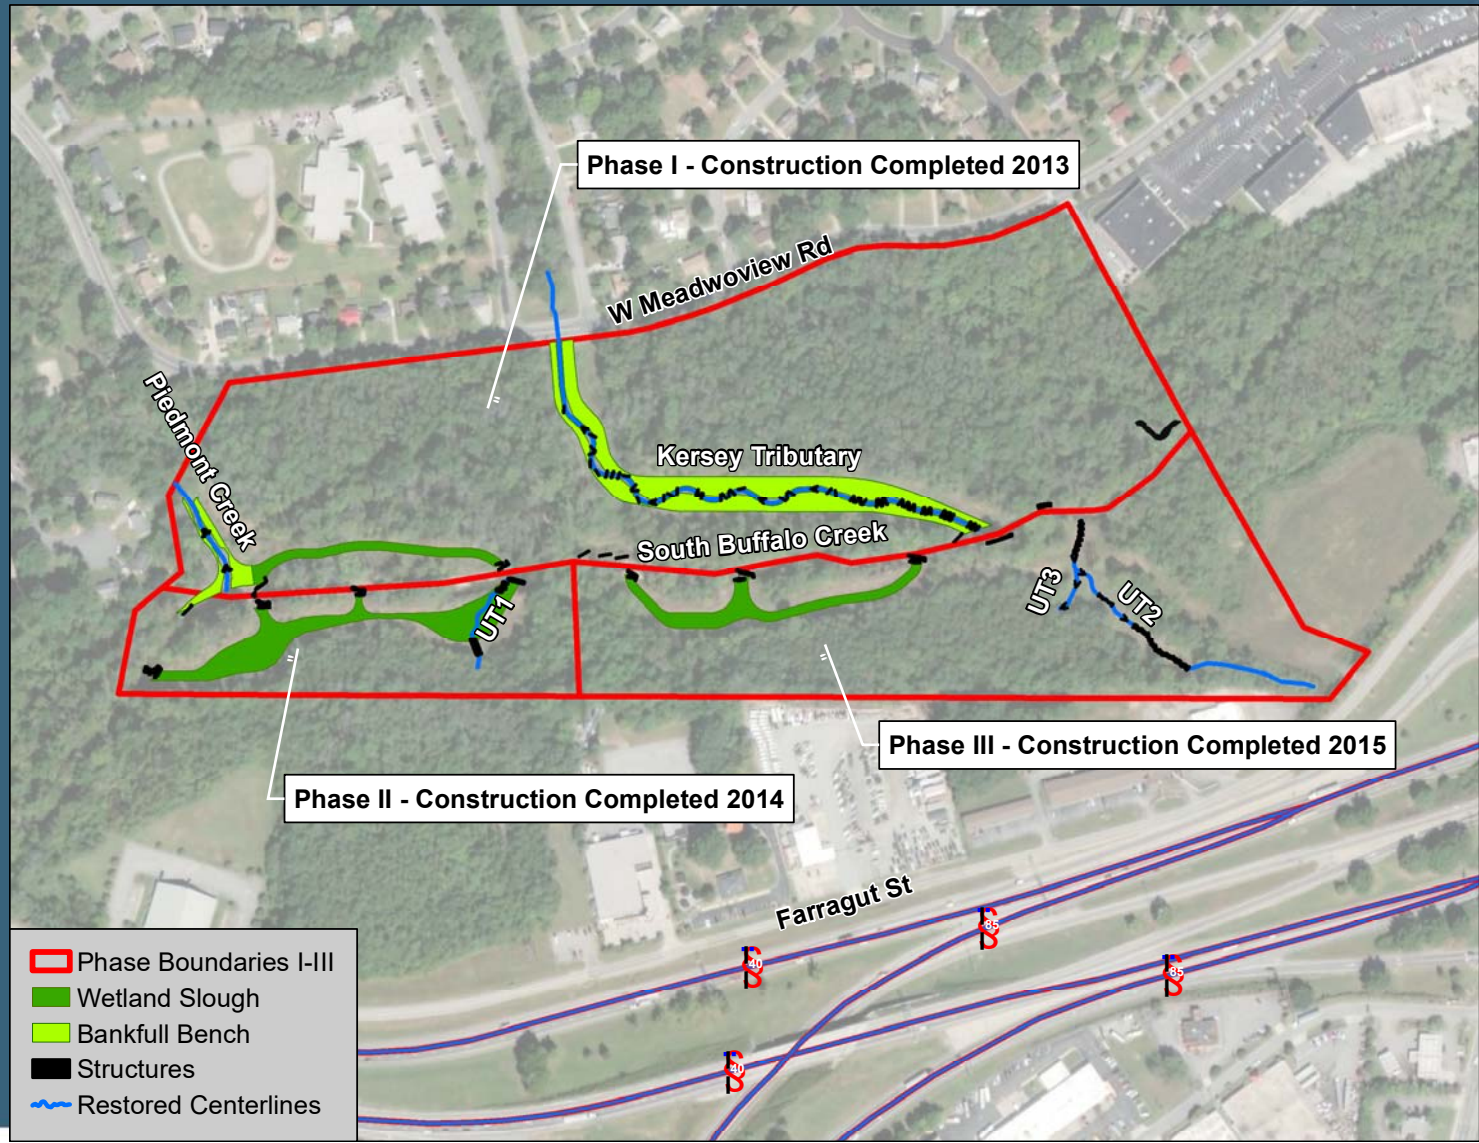 Phase I - Construction Completed 2013
W Meadwoview Rd
Piedmont Creek
Kersey Tributary
South Buffalo Creek
UT1
UT3
UT2
Phase III - Construction Completed 2015
Phase II - Construction Completed 2014
Farragut St
85
40
85
40
Phase Boundaries I-III
Wetland Slough
Bankfull Bench
Structures
Restored Centerlines